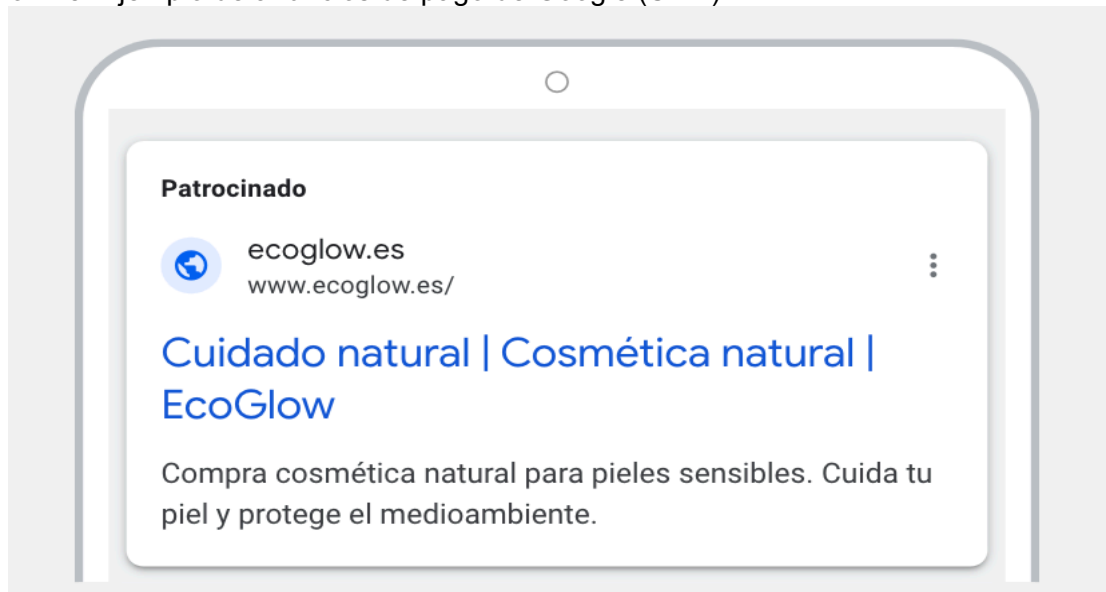 Patrocinado
ecoglow.es
www.ecoglow.es/
Cuidado natural | Cosmética natural |
EcoGlow
Compra cosmética natural para pieles sensibles. Cuida tu
piel y protege el medioambiente.